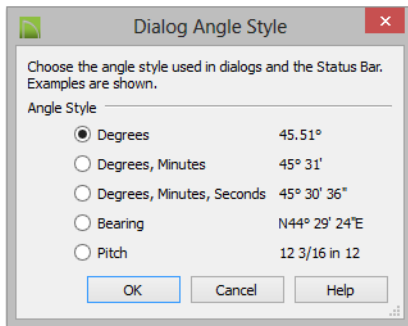 Dialog Angle Style
Choose the angle style used in dialogs and the Status Bar.
Examples are shown.
Angle Style
Degrees 45.51°
Degrees, Minutes 45° 31'
Degrees, Minutes, Seconds 45° 30' 36"
Bearing N44° 29' 24"E
Pitch 12 3/16 in 12
OK Cancel Help